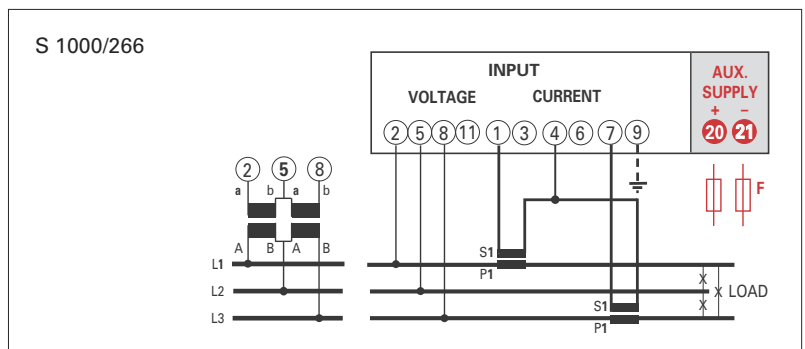 S 1000/266
INPUT
AUX.
SUPPLY
VOLTAGE CURRENT
+ –
2 5 8 11 1 3 4 6 7 9 20 21
2 5 8
a b a b
F
A B A B
S1
L1
P1
X
L2
X LOAD
S1
X
L3
P1